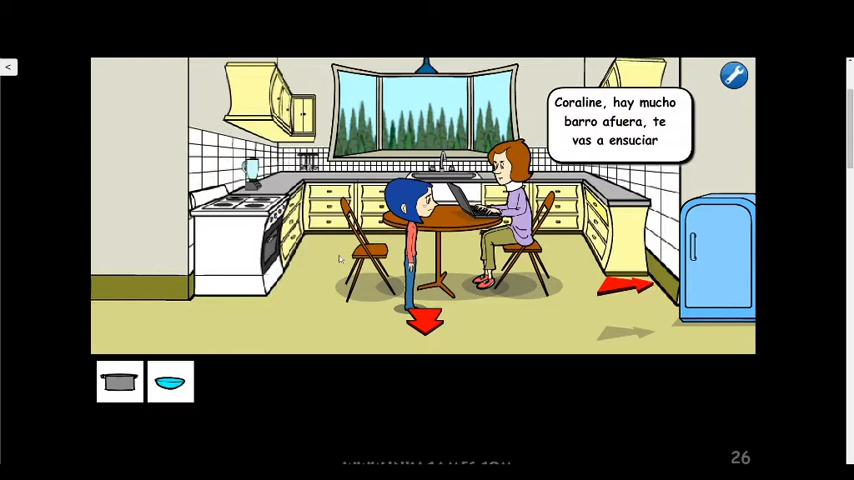 <
Coraline, hay mucho
barro afuera, te
vas a ensuciar
26